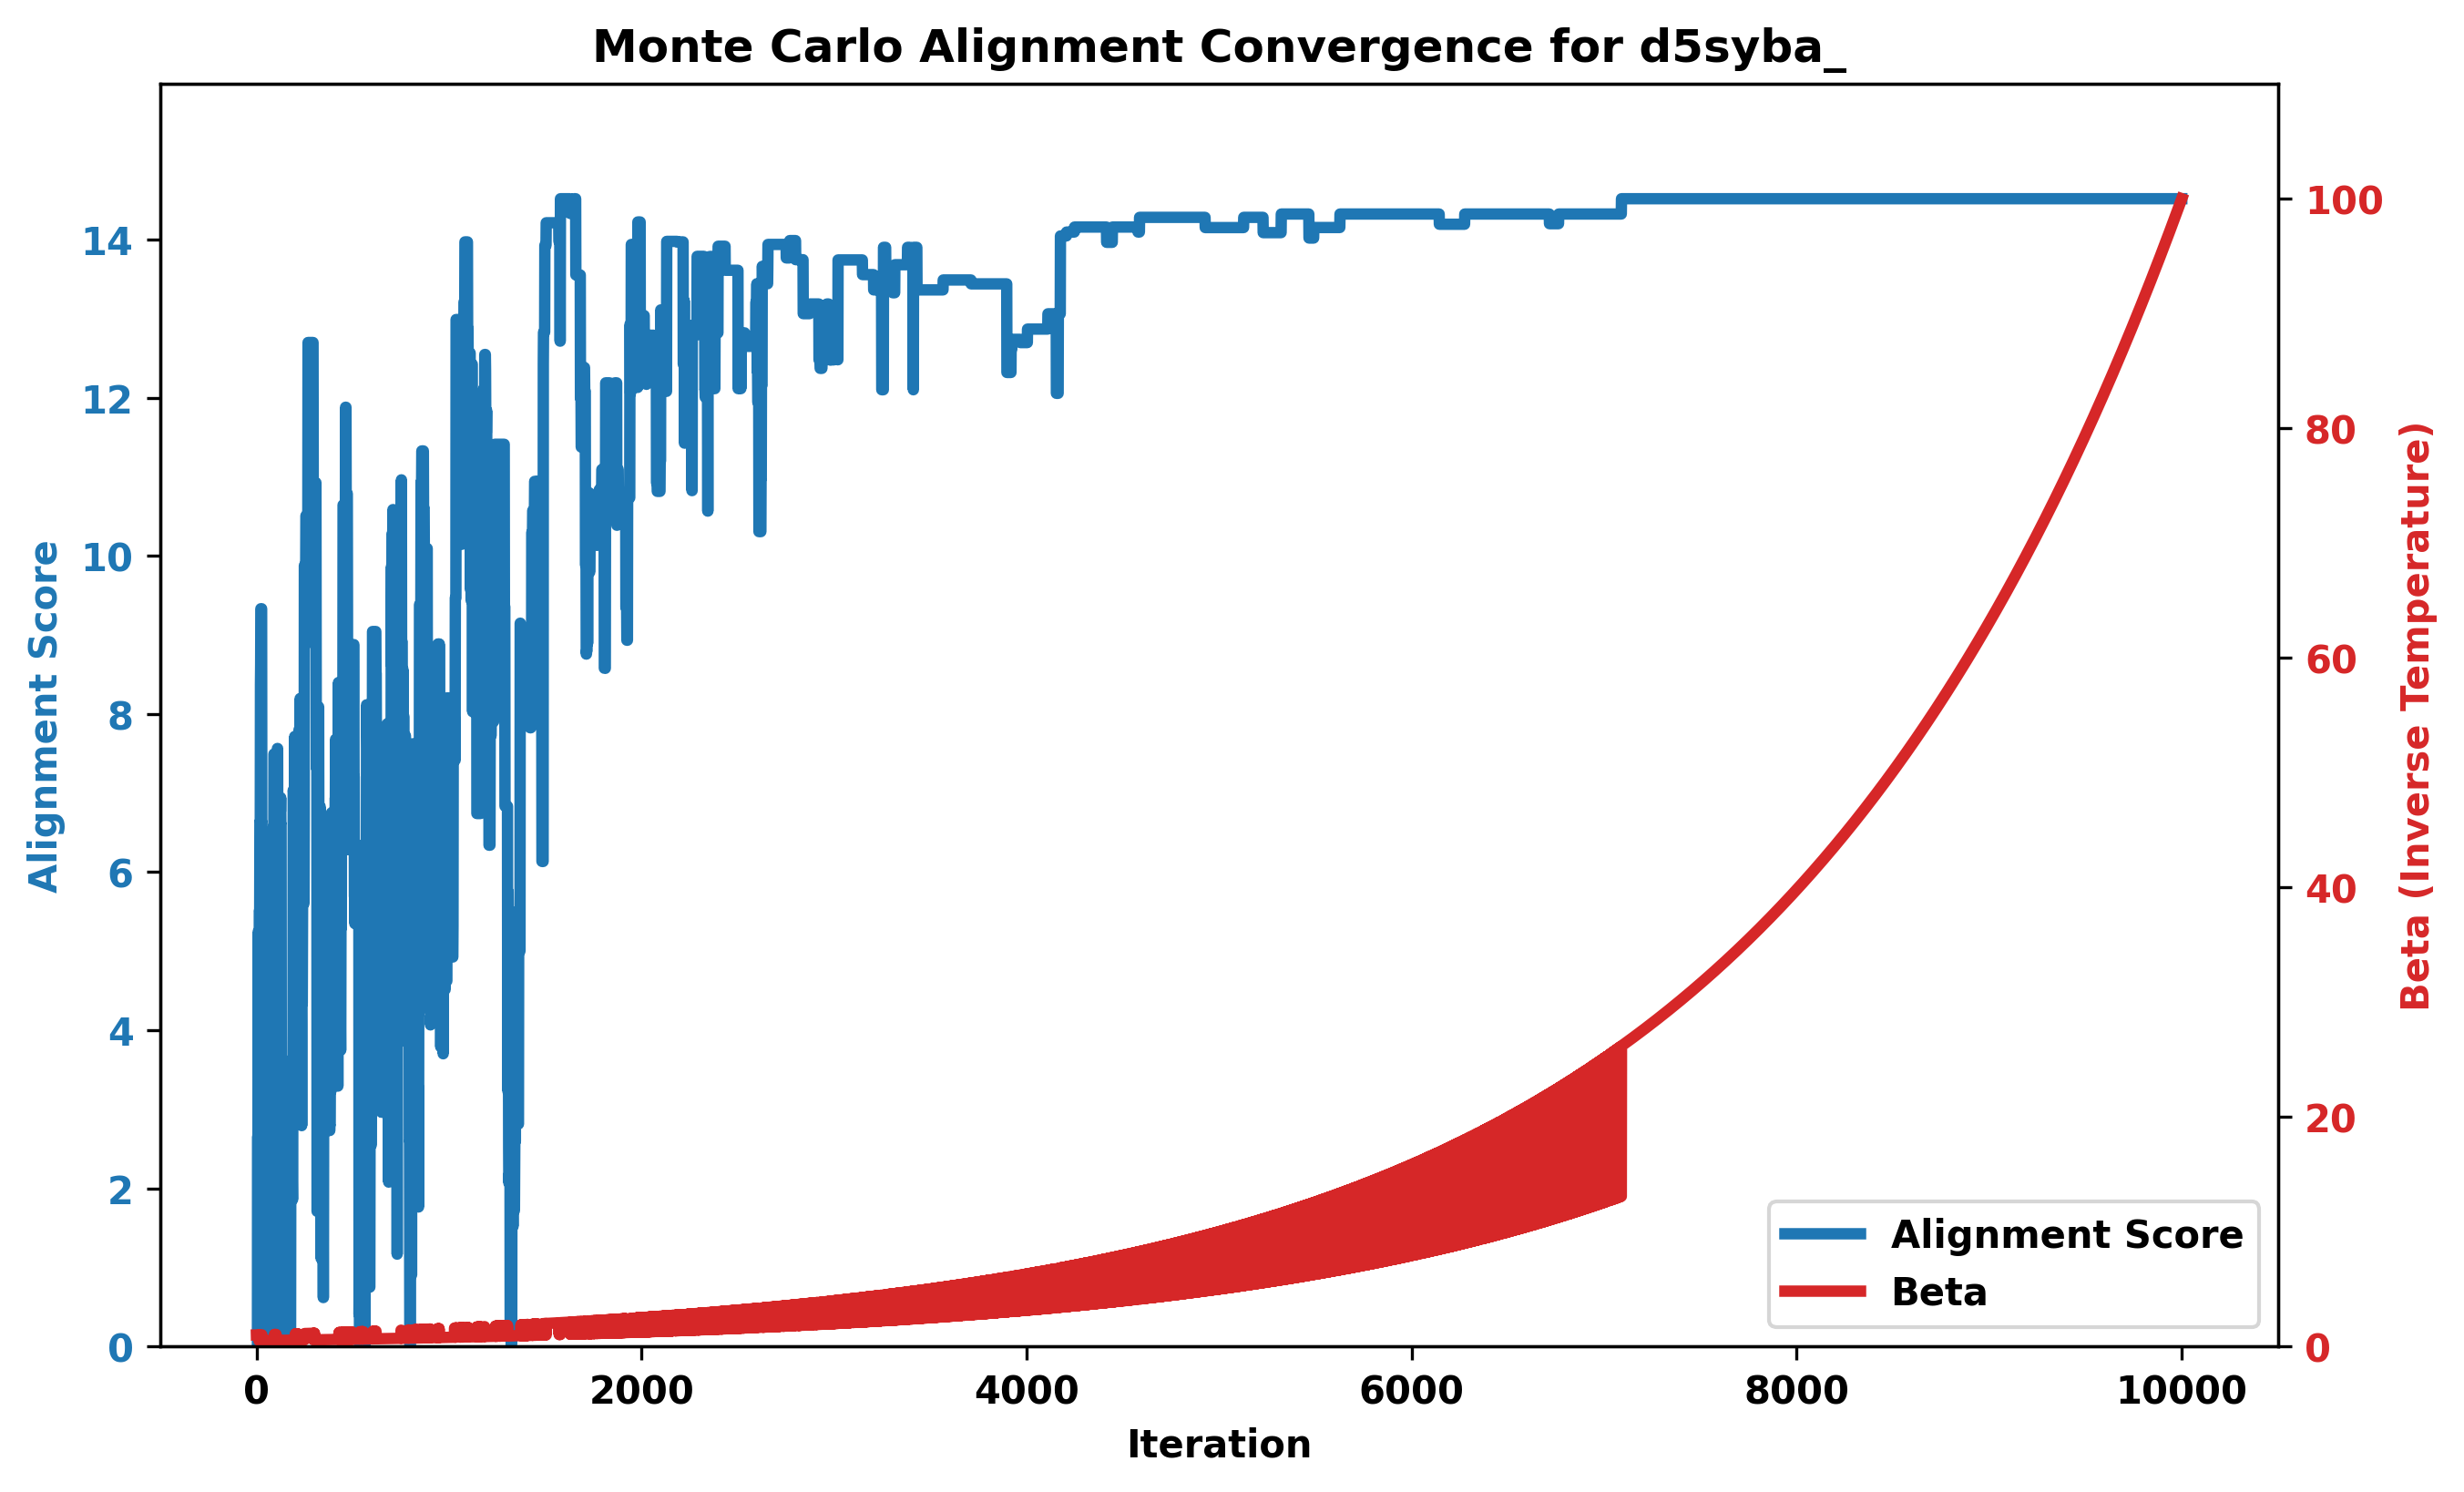 Monte Carlo Alignment Convergence for d5syba_
Alignment Score
14
12
10
8
6
4
2
0
100
80
60
40
20
0
Beta (Inverse Temperature)
Alignment Score
Beta
0 2000 4000 6000 8000 10000
Iteration